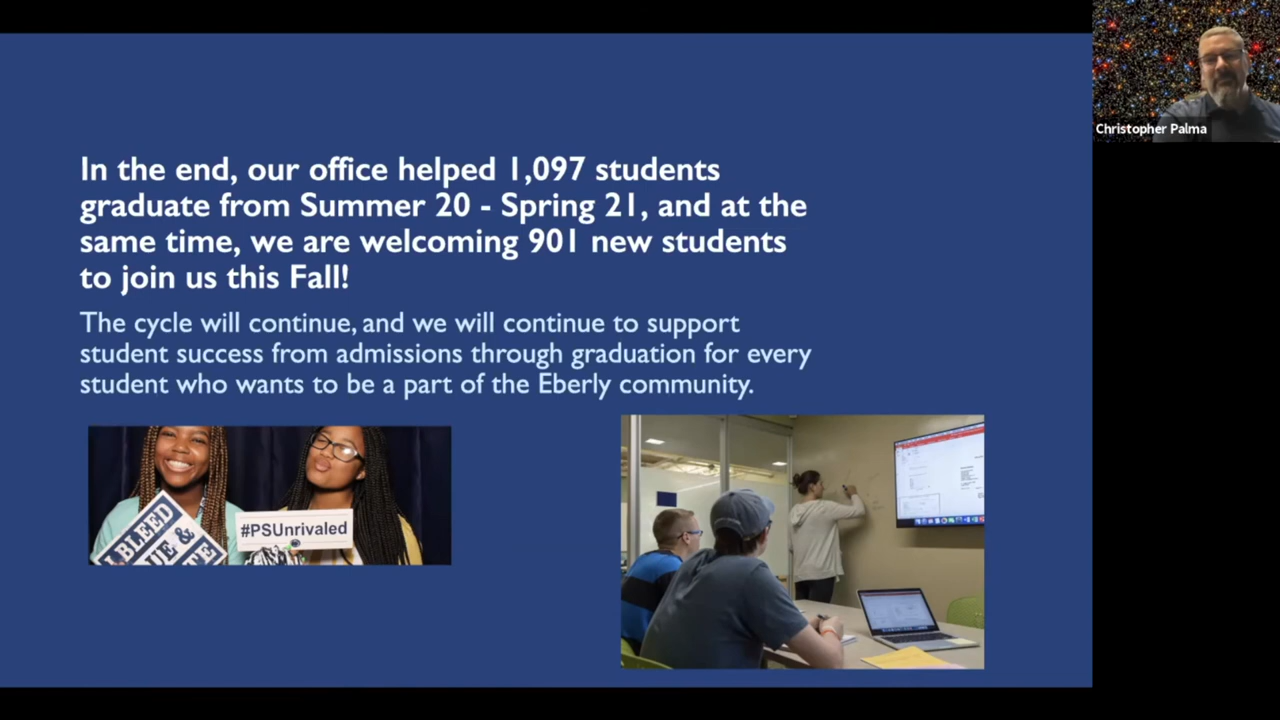 In the end, our office helped 1,097 students
graduate from Summer 20 - Spring 21, and at the
same time, we are welcoming 901 new students
to join us this Fall!
The cycle will continue, and we will continue to support
student success from admissions through graduation for every
student who wants to be a part of the Eberly community.
BLEED
&
#PSUnrivaled
Christopher Palma